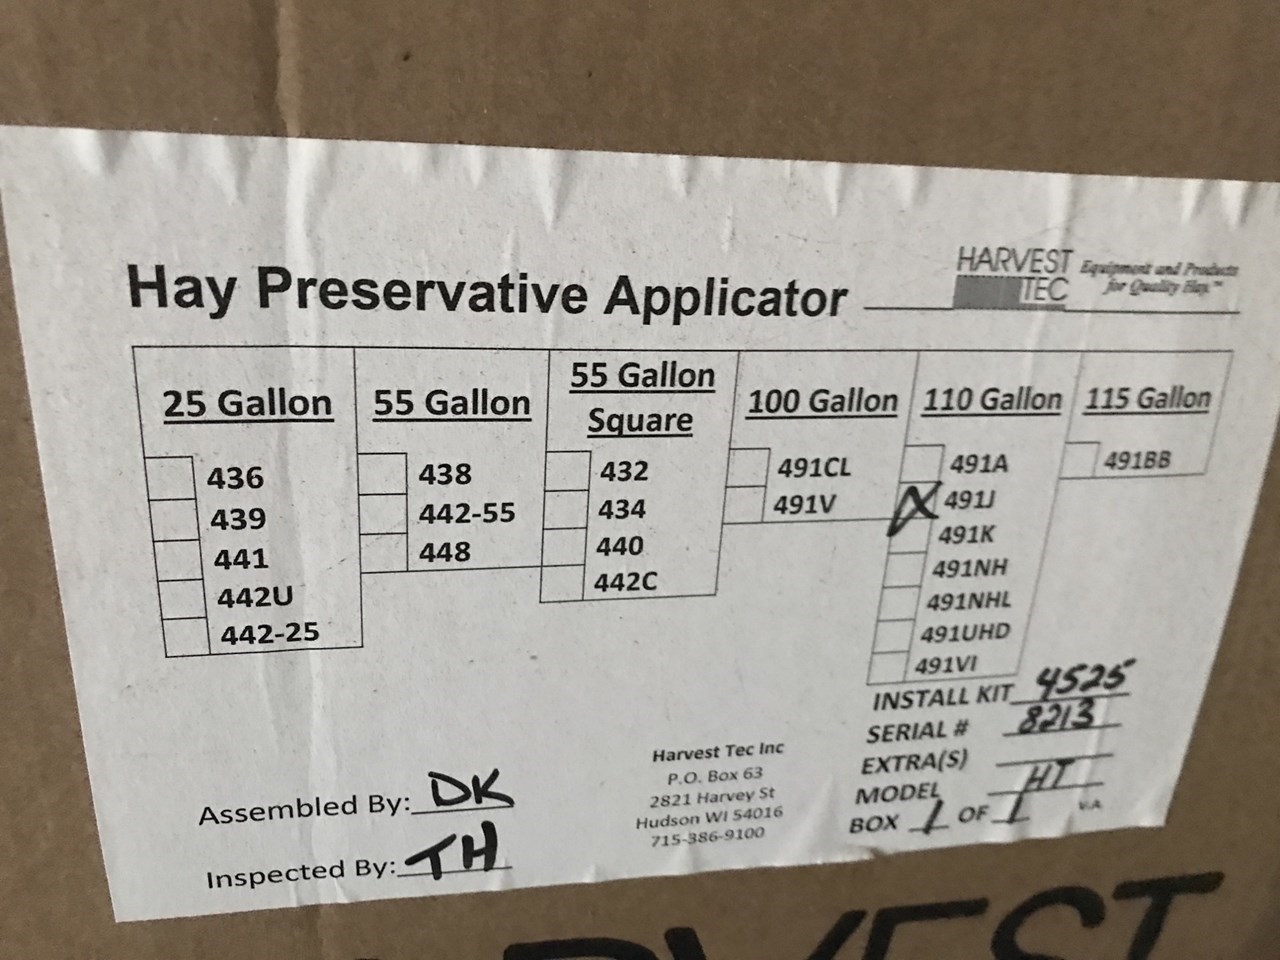 HARVEST
TEC
Equipment and Products
for Quality Hay.™
Hay Preservative Applicator
25 Gallon
436
439
441
442U
442-25
55 Gallon
438
442-55
448
55 Gallon
Square
432
434
440
442C
100 Gallon
491CL
491V
110 Gallon
491A
X 491J
491K
491NH
491NHL
491UHD
491VI
115 Gallon
491BB
INSTALL KIT 4525
SERIAL # 8213
EXTRA(S)
MODEL HT
BOX 1 OF 1
V.A.
Assembled By: DK
Inspected By: TH
Harvest Tec Inc
P.O. Box 63
2821 Harvey St
Hudson WI 54016
715-386-9100
HARVEST